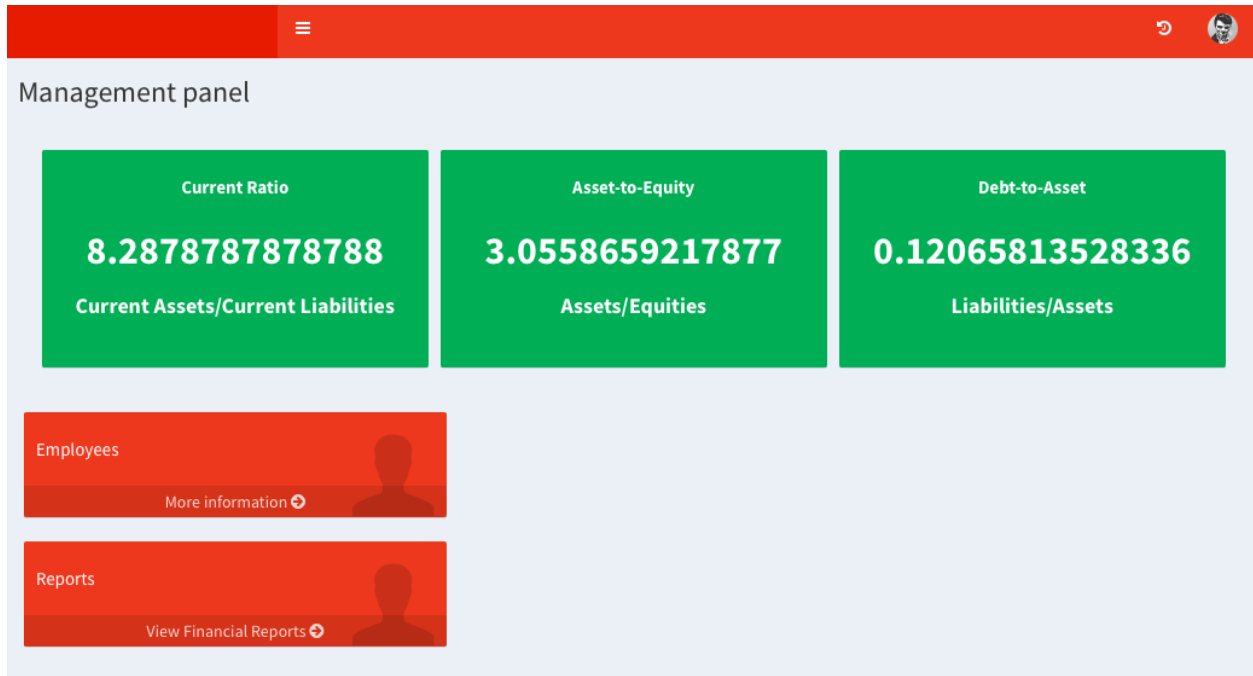 Management panel
Current Ratio
8.2878787878788
Current Assets/Current Liabilities
Asset-to-Equity
3.0558659217877
Assets/Equities
Debt-to-Asset
0.12065813528336
Liabilities/Assets
Employees
More information
Reports
View Financial Reports